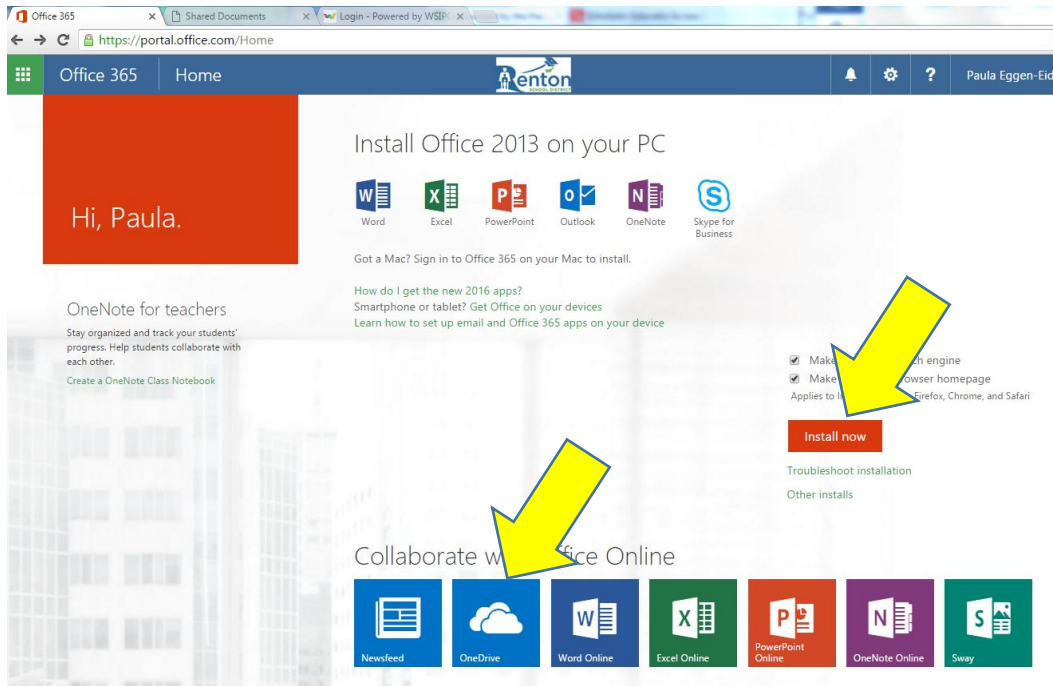 Office 365
Shared Documents
Login - Powered by WSIP
https://portal.office.com/Home
Office 365 Home
Renton
SCHOOL DISTRICT
? Paula Eggen-Eid
Hi, Paula.
OneNote for teachers
Stay organized and track your students'
progress. Help students collaborate with
each other.
Create a OneNote Class Notebook
Install Office 2013 on your PC
Word Excel PowerPoint Outlook OneNote Skype for
Business
Got a Mac? Sign in to Office 365 on your Mac to install.
How do I get the new 2016 apps?
Smartphone or tablet? Get Office on your devices
Learn how to set up email and Office 365 apps on your device
engine
homepage
Applies to Firefox, Chrome, and Safari
Install now
Troubleshoot installation
Other installs
Collaborate Online
Newsfeed
OneDrive
Word Online
Excel Online
PowerPoint
Online
OneNote Online
Sway